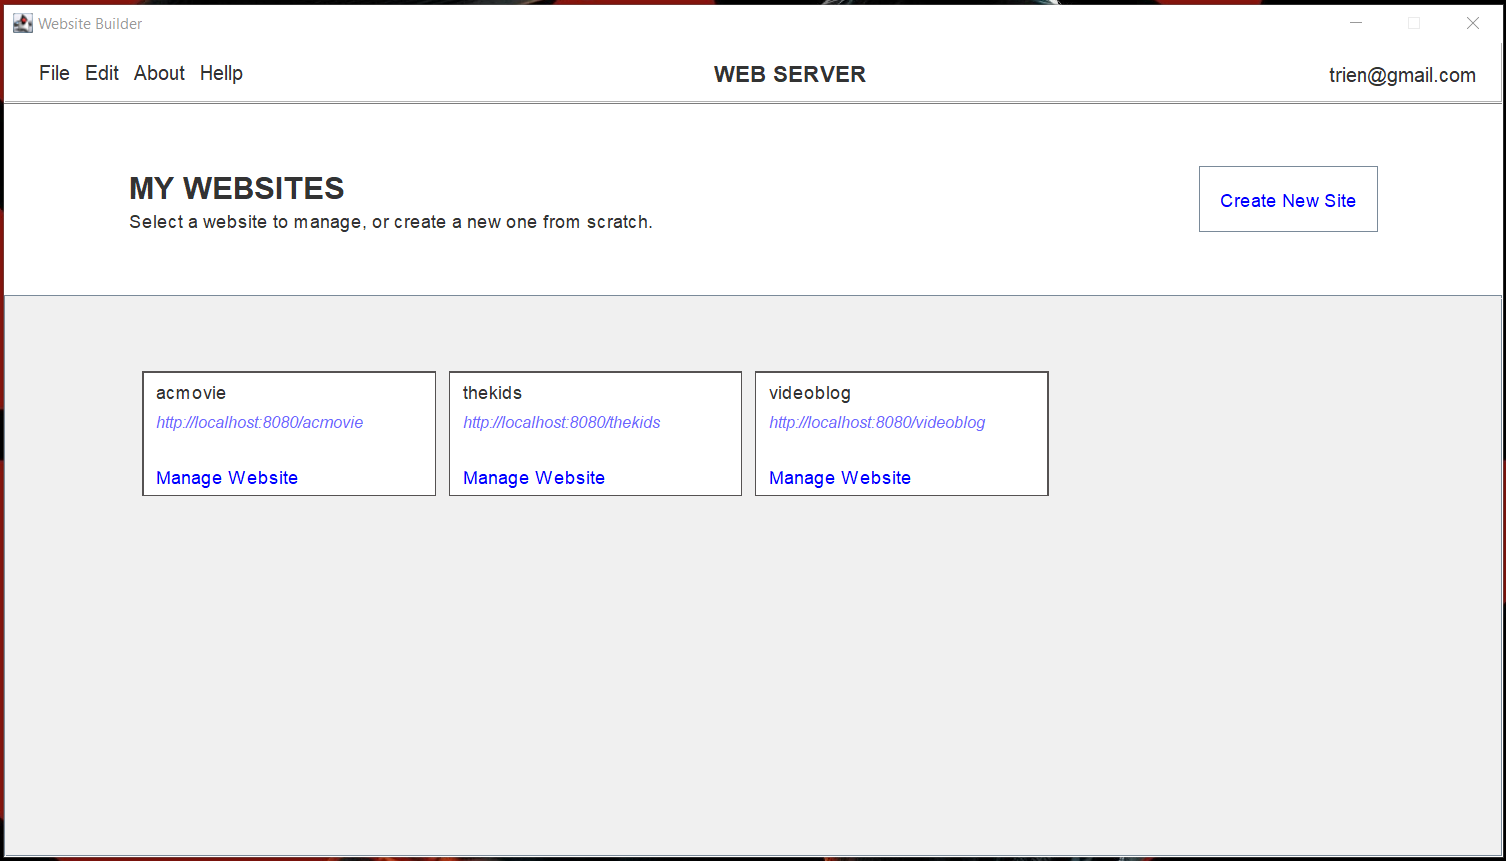 Website Builder
File Edit About Hellp
WEB SERVER
trien@gmail.com
MY WEBSITES
Select a website to manage, or create a new one from scratch.
Create New Site
acmovie
http://localhost:8080/acmovie
Manage Website
thekids
http://localhost:8080/thekids
Manage Website
videoblog
http://localhost:8080/videoblog
Manage Website